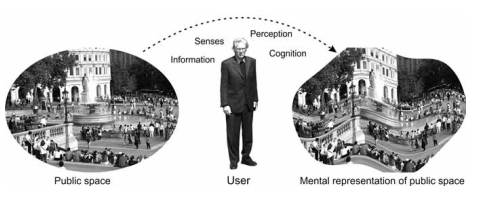 Senses
Perception
Information
Cognition
Public space
User
Mental representation of public space